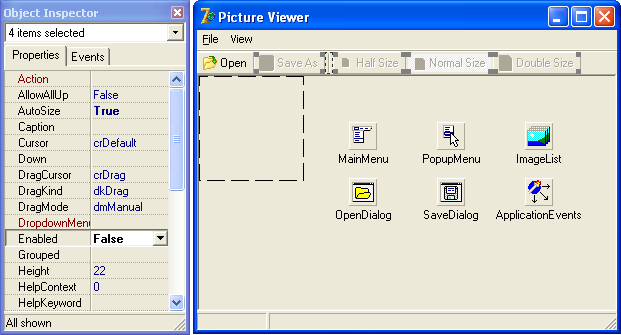 Object Inspector
4 items selected
Properties Events
Action
AllowAllUp False
AutoSize True
Caption
Cursor crDefault
Down
DragCursor crDrag
DragKind dkDrag
DragMode dmManual
DropdownMenu
Enabled False
Grouped
Height 22
HelpContext 0
HelpKeyword
All shown
Picture Viewer
File View
Open Save As Half Size Normal Size Double Size
MainMenu PopupMenu ImageList
OpenDialog SaveDialog ApplicationEvents